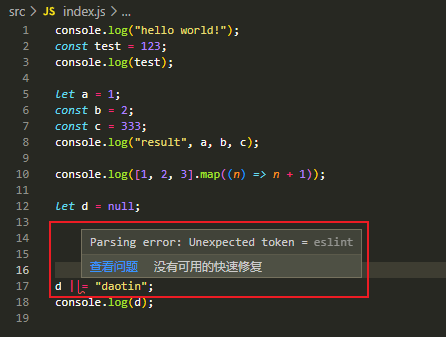 src > JS index.js > ...
1 console.log("hello world!");
2 const test = 123;
3 console.log(test);
4
5 let a = 1;
6 const b = 2;
7 const c = 333;
8 console.log("result", a, b, c);
9
10 console.log([1, 2, 3].map((n) => n + 1));
11
12 let d = null;
13
14 Parsing error: Unexpected token = eslint
15
16 查看问题 没有可用的快速修复
17 d ||= "daotin";
18 console.log(d);
19